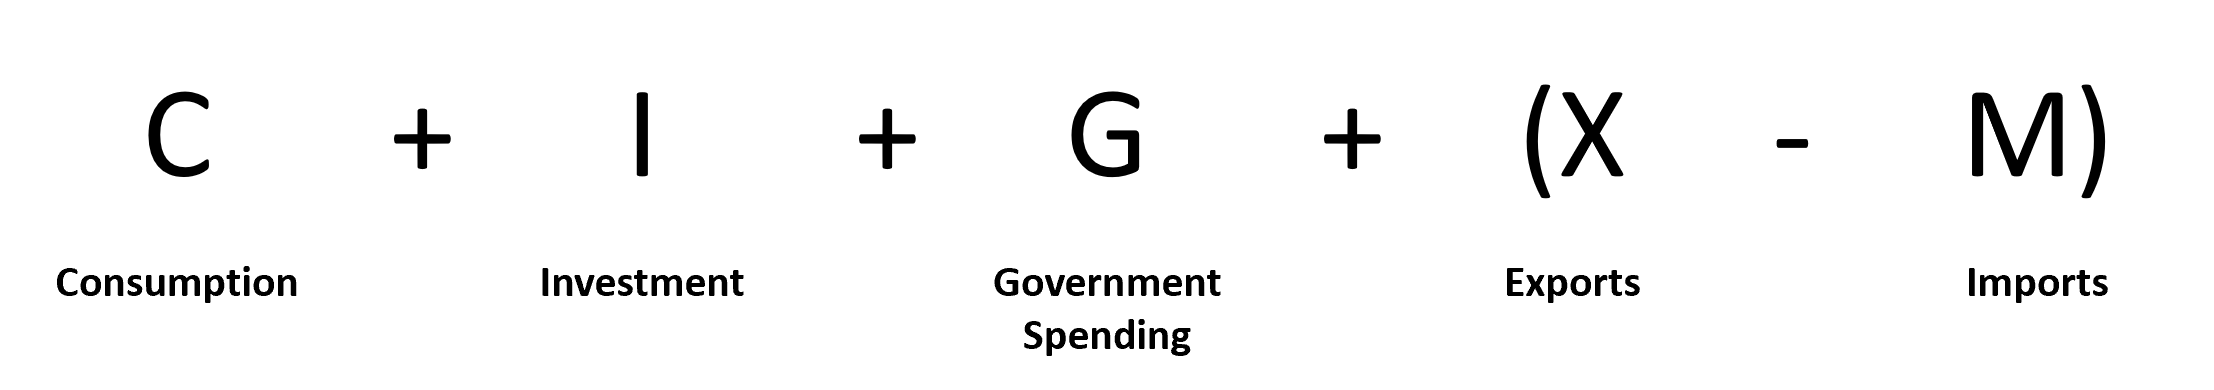 C + I + G + (X - M)
Consumption Investment Government Spending Exports Imports